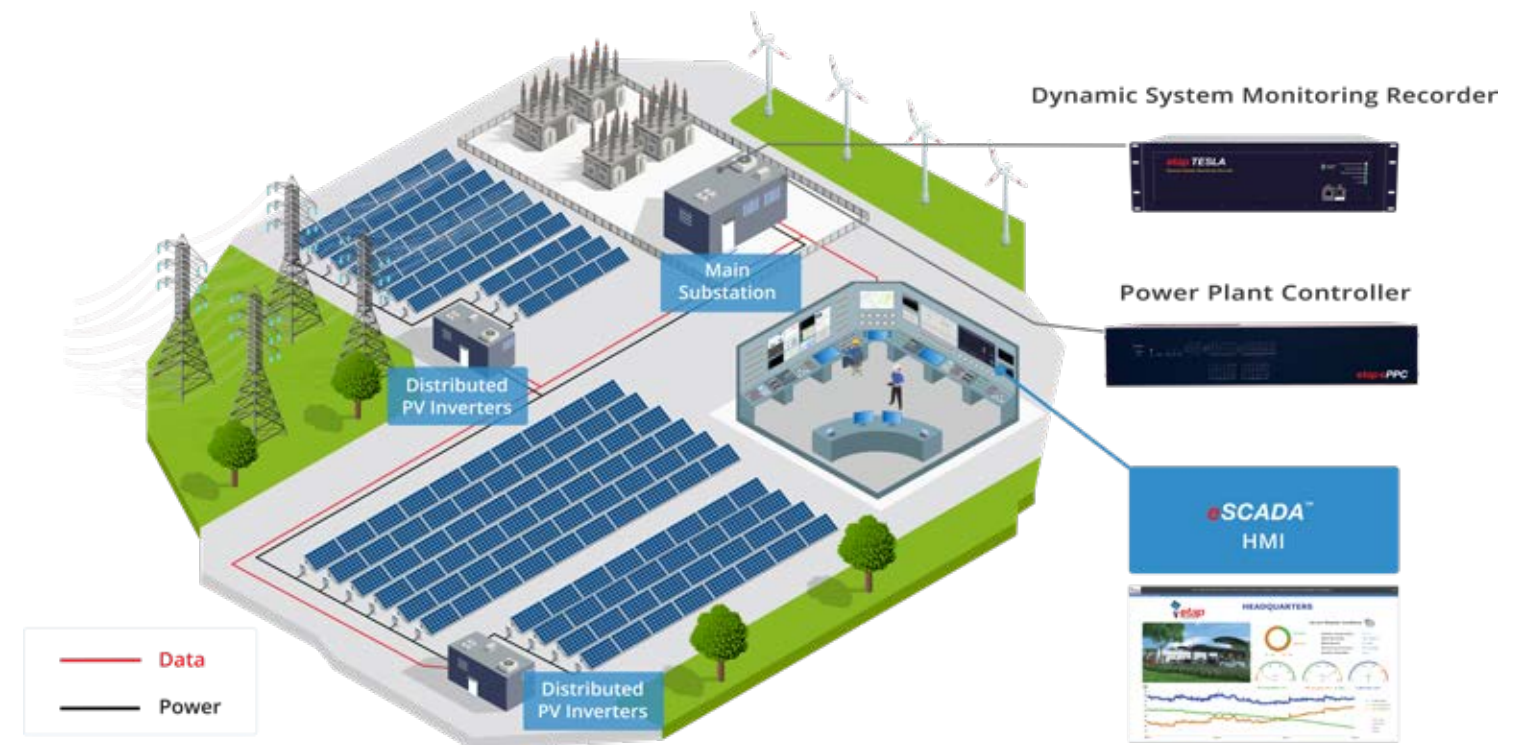 Dynamic System Monitoring Recorder
etap TESLA
Main
Substation
Power Plant Controller
etap ePPC
Distributed
PV Inverters
eSCADA™
HMI
etap
HEADQUARTERS
Data
Power
Distributed
PV Inverters